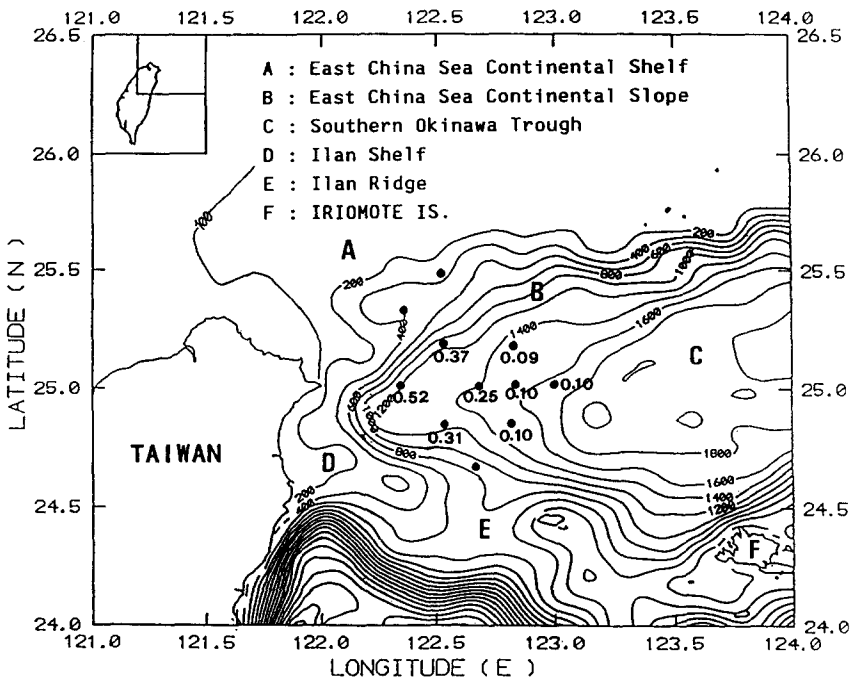 121.0 121.5 122.0 122.5 123.0 123.5 124.0
26.5 26.5
A : East China Sea Continental Shelf
B : East China Sea Continental Slope
C : Southern Okinawa Trough
D : Ilan Shelf
E : Ilan Ridge
F : IRIOMOTE IS.
26.0 26.0
200
400
600
1000
A
25.5 25.5
200
800
B
1600
1400
400
C
0.37 0.09
25.0 25.0
0.52 0.25 0.10 0.10
600
1200
0.31 0.10
800
1800
TAIWAN
D
1600
1400
1200
200
400
24.5 24.5
E
F
24.0 24.0
121.0 121.5 122.0 122.5 123.0 123.5 124.0
LONGITUDE ( E )
LATITUDE ( N )